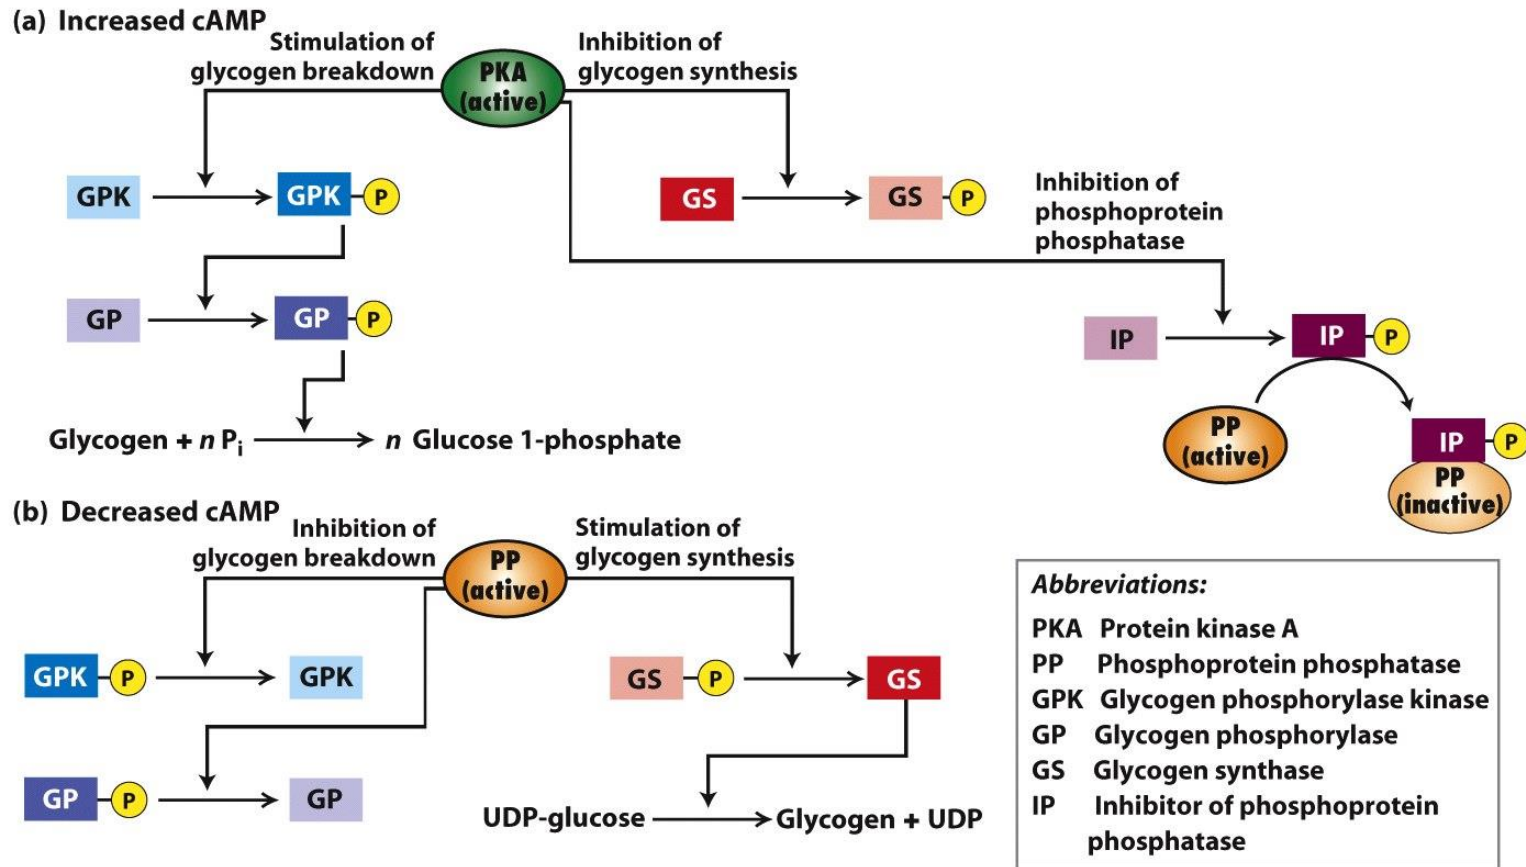 (a) Increased cAMP
Stimulation of
glycogen breakdown
PKA
(active)
Inhibition of
glycogen synthesis
GPK
GPK
P
GS
GS
P
Inhibition of
phosphoprotein
phosphatase
GP
GP
P
IP
IP
P
Glycogen + n Pi
n Glucose 1-phosphate
PP
(active)
IP
P
PP
(inactive)
(b) Decreased cAMP
Inhibition of
glycogen breakdown
PP
(active)
Stimulation of
glycogen synthesis
GPK
P
GPK
GS
P
GS
GP
P
GP
UDP-glucose
Glycogen + UDP
Abbreviations:
PKA Protein kinase A
PP Phosphoprotein phosphatase
GPK Glycogen phosphorylase kinase
GP Glycogen phosphorylase
GS Glycogen synthase
IP Inhibitor of phosphoprotein
phosphatase